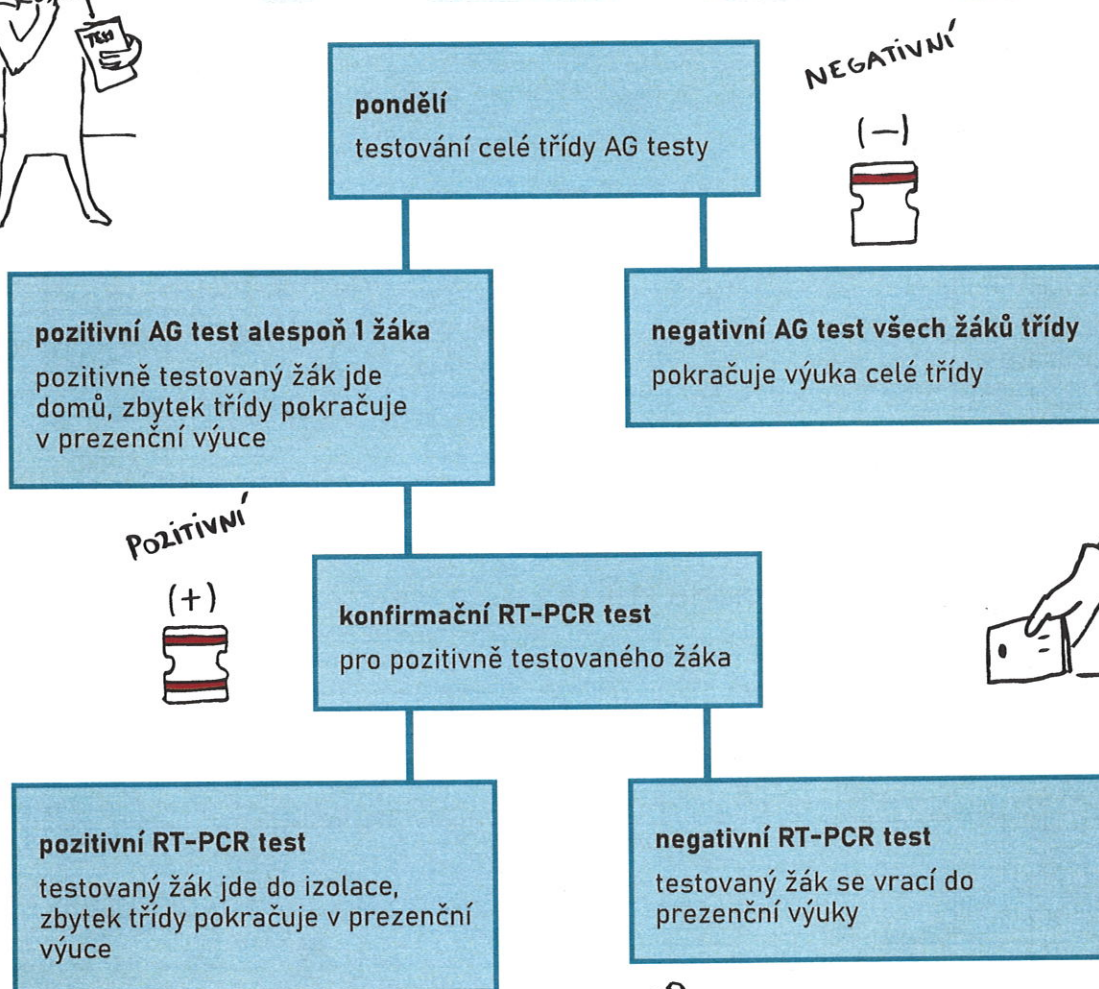 TEST
NEGATIVNÍ
pondělí
testování celé třídy AG testy
(-)
pozitivní AG test alespoň 1 žáka
pozitivně testovaný žák jde
domů, zbytek třídy pokračuje
v prezenční výuce
negativní AG test všech žáků třídy
pokračuje výuka celé třídy
POZITIVNÍ
(+)
konfirmační RT-PCR test
pro pozitivně testovaného žáka
pozitivní RT-PCR test
testovaný žák jde do izolace,
zbytek třídy pokračuje v prezenční
výuce
negativní RT-PCR test
testovaný žák se vrací do
prezenční výuky